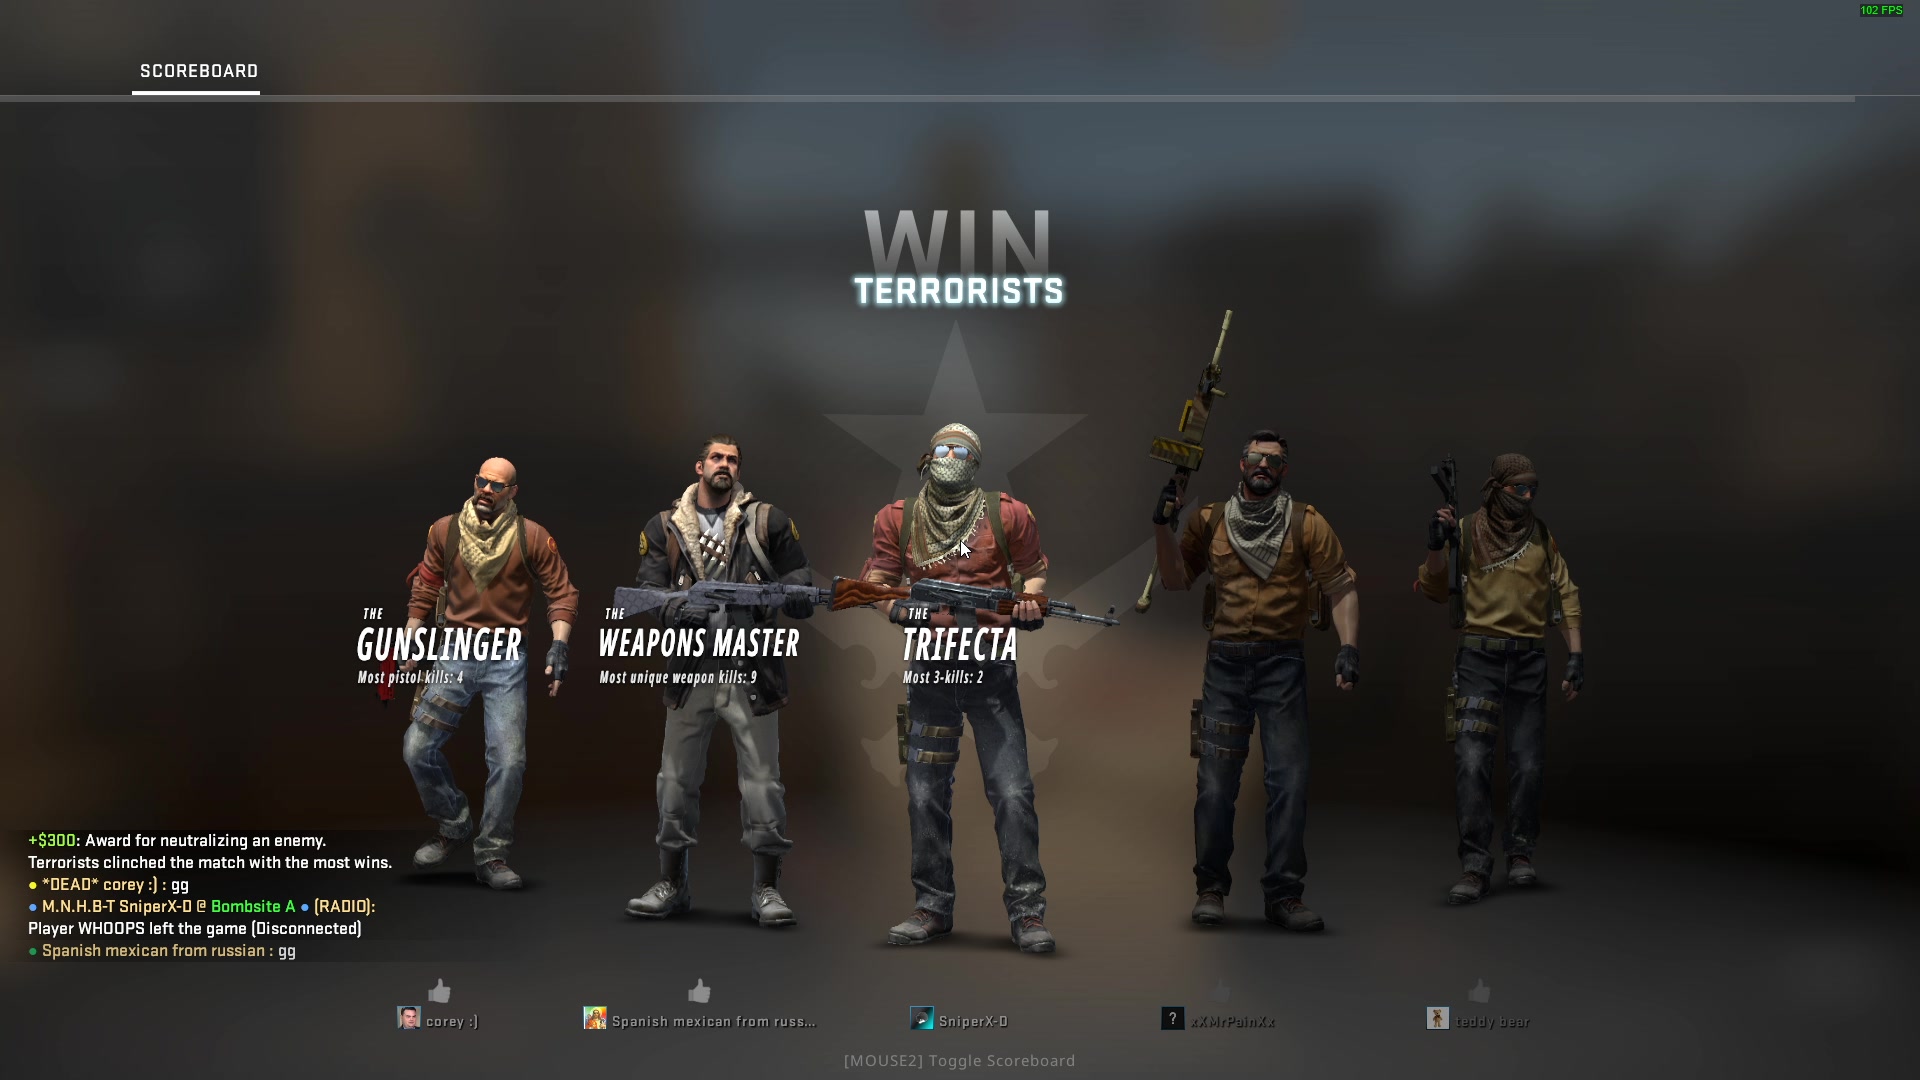 102 FPS
SCOREBOARD
WIN
TERRORISTS
THE
GUNSLINGER
Most pistol kills: 4
THE
WEAPONS MASTER
Most unique weapon kills: 9
THE
TRIFECTA
Most 3-kills: 2
+$300: Award for neutralizing an enemy.
Terrorists clinched the match with the most wins.
● *DEAD* corey :) : gg
● M.N.H.B-T SniperX-D @ Bombsite A ● (RADIO):
Player WHOOPS left the game (Disconnected)
● Spanish mexican from russian : gg
corey :)
Spanish mexican from russ...
SniperX-D
? xXMrPainXx
teddy bear
[MOUSE2] Toggle Scoreboard